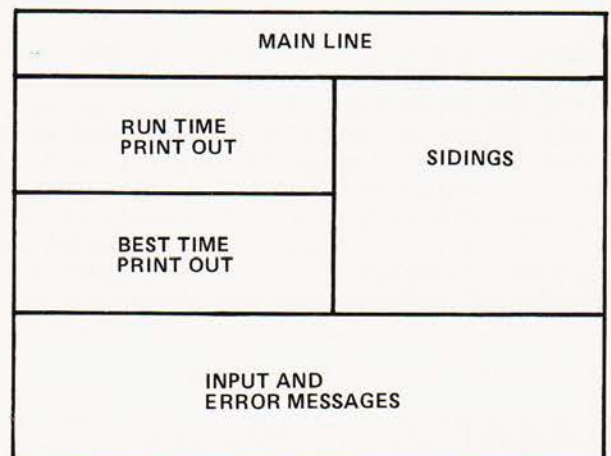 MAIN LINE
RUN TIME
PRINT OUT
SIDINGS
BEST TIME
PRINT OUT
INPUT AND
ERROR MESSAGES